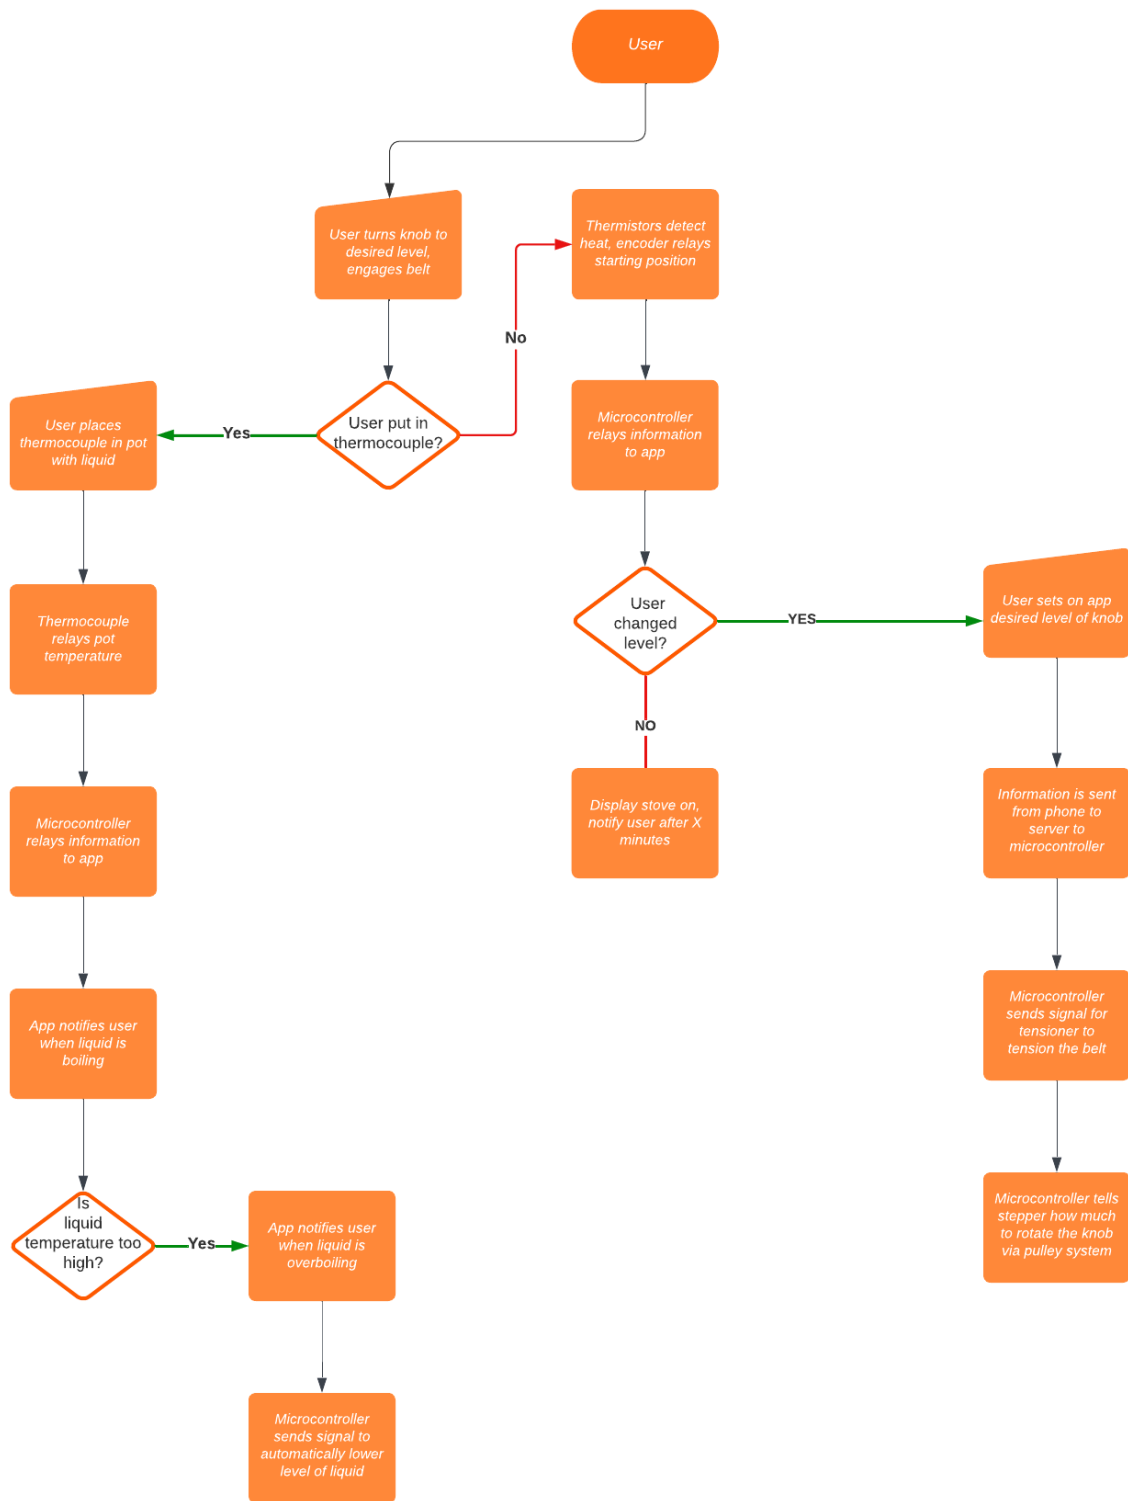 User
User turns knob to
desired level,
engages belt
Thermistors detect
heat, encoder relays
starting position
No
User put in
thermocouple?
Yes
User places
thermocouple in pot
with liquid
Microcontroller
relays information
to app
User
changed
level?
YES
User sets on app
desired level of knob
Thermocouple
relays pot
temperature
NO
Display stove on,
notify user after X
minutes
Information is sent
from phone to
server to
microcontroller
Microcontroller
relays information
to app
Microcontroller
sends signal for
tensioner to
tension the belt
App notifies user
when liquid is
boiling
Microcontroller tells
stepper how much
to rotate the knob
via pulley system
Is
liquid
temperature too
high?
Yes
App notifies user
when liquid is
overboiling
Microcontroller
sends signal to
automatically lower
level of liquid